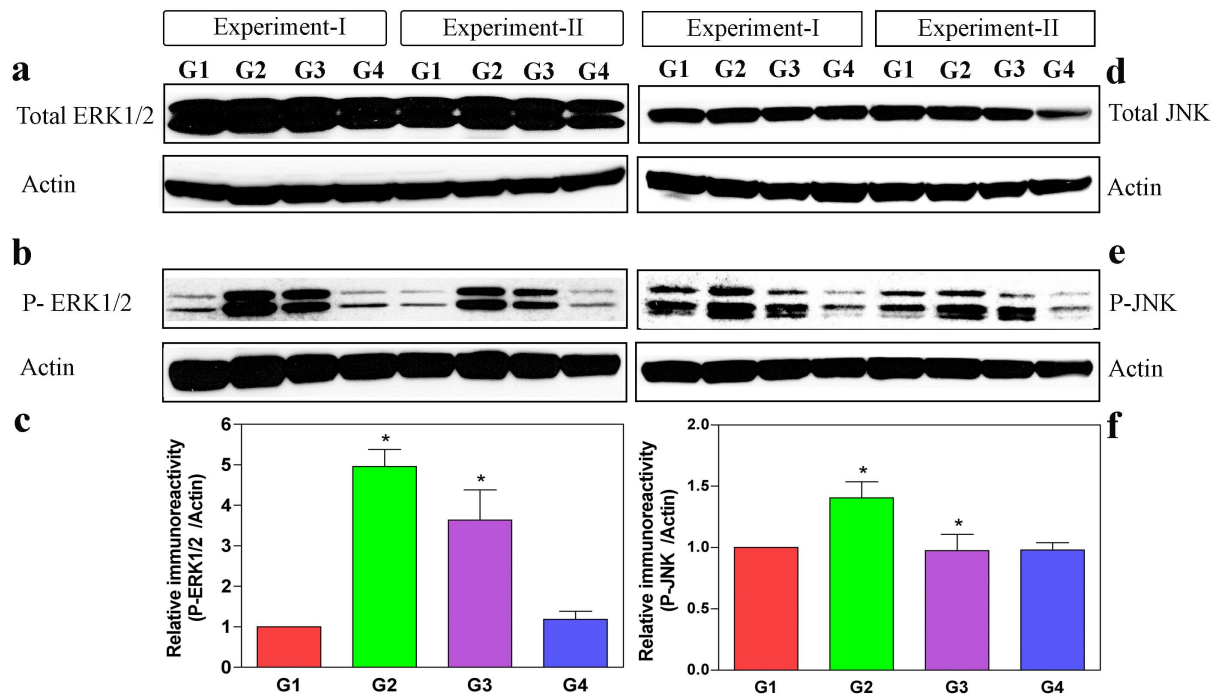 Experiment-I Experiment-II Experiment-I Experiment-II
a G1 G2 G3 G4 G1 G2 G3 G4 G1 G2 G3 G4 G1 G2 G3 G4 d
Total ERK1/2 Total JNK
Actin Actin
b e
P- ERK1/2 P-JNK
Actin Actin
c
Relative immunoreactivity
(P-ERK1/2 /Actin)
6
5
4
3
2
1
0
* *
G1 G2 G3 G4
f
Relative immunoreactivity
(P-JNK /Actin)
2.0
1.5
1.0
0.5
0.0
* *
G1 G2 G3 G4